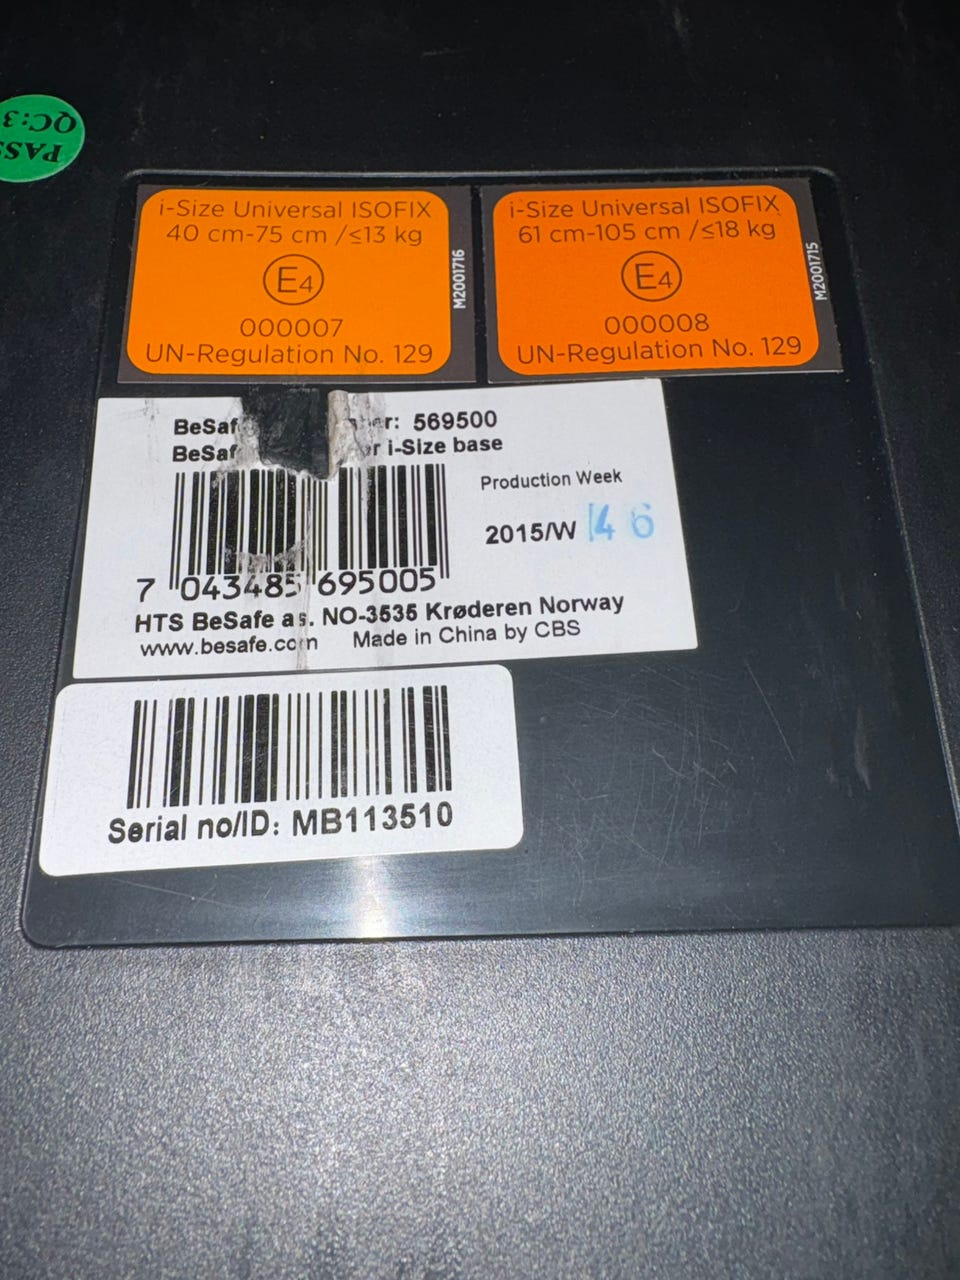 QC:3
PAS
i-Size Universal ISOFIX
40 cm-75 cm /≤13 kg
E4
000007
UN-Regulation No. 129
M2001716
i-Size Universal ISOFIX
61 cm-105 cm /≤18 kg
E4
000008
UN-Regulation No. 129
M2001715
BeSaf er: 569500
BeSaf i-Size base
Production Week
2015/W 46
7 043485 695005
HTS BeSafe as. NO-3535 Krøderen Norway
www.besafe.com Made in China by CBS
Serial no/ID: MB113510